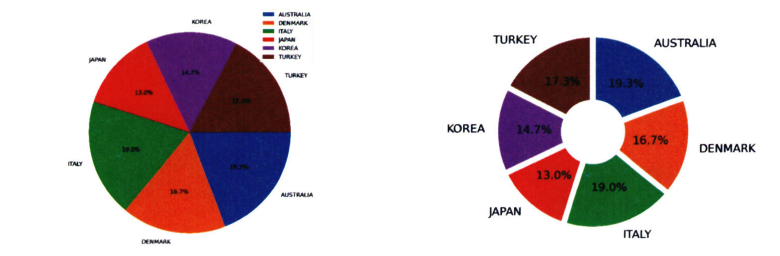 KOREA
AUSTRALIA
DENMARK
ITALY
JAPAN
KOREA
TURKEY
JAPAN
14.7%
TURKEY
13.0%
ITALY
19.0%
16.7%
AUSTRALIA
DENMARK
TURKEY
AUSTRALIA
17.3%
19.3%
KOREA
14.7%
16.7%
DENMARK
13.0%
19.0%
JAPAN
ITALY